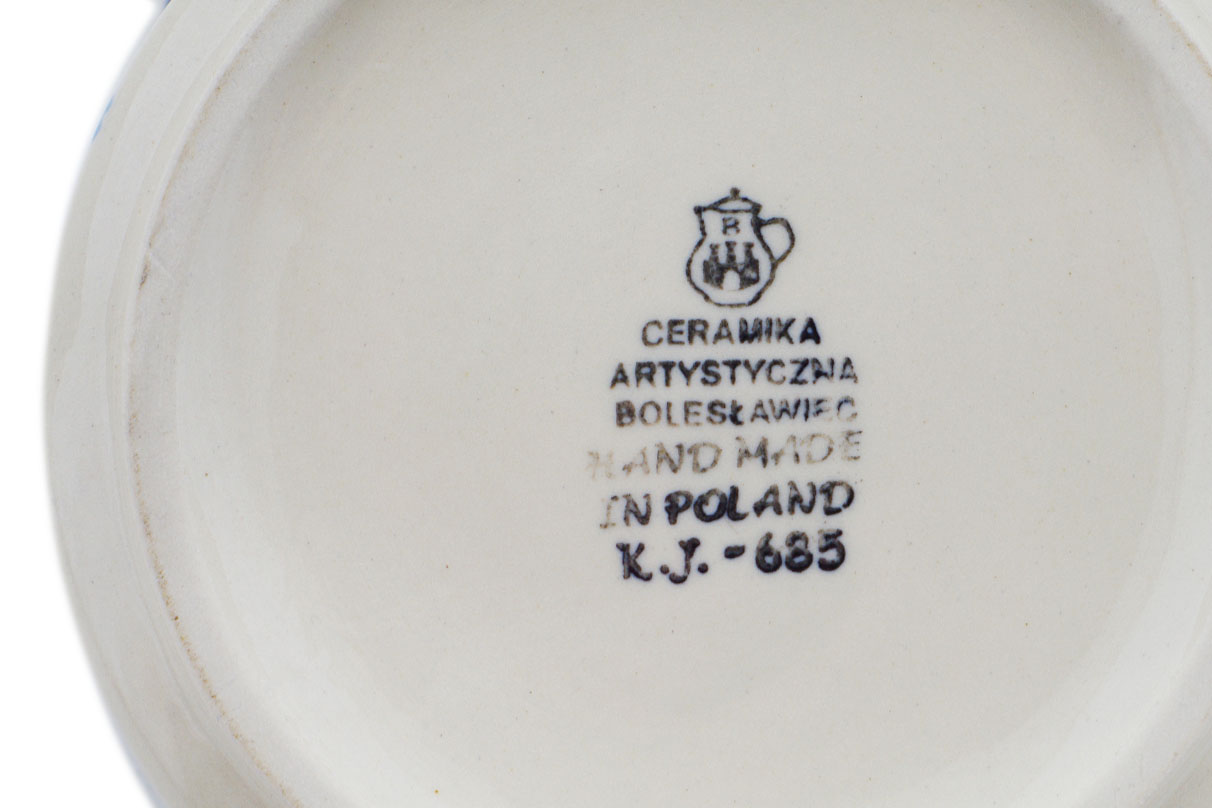 B
CERAMIKA
ARTYSTYCZNA
BOLESŁAWIEC
HAND MADE
IN POLAND
K.J. -685